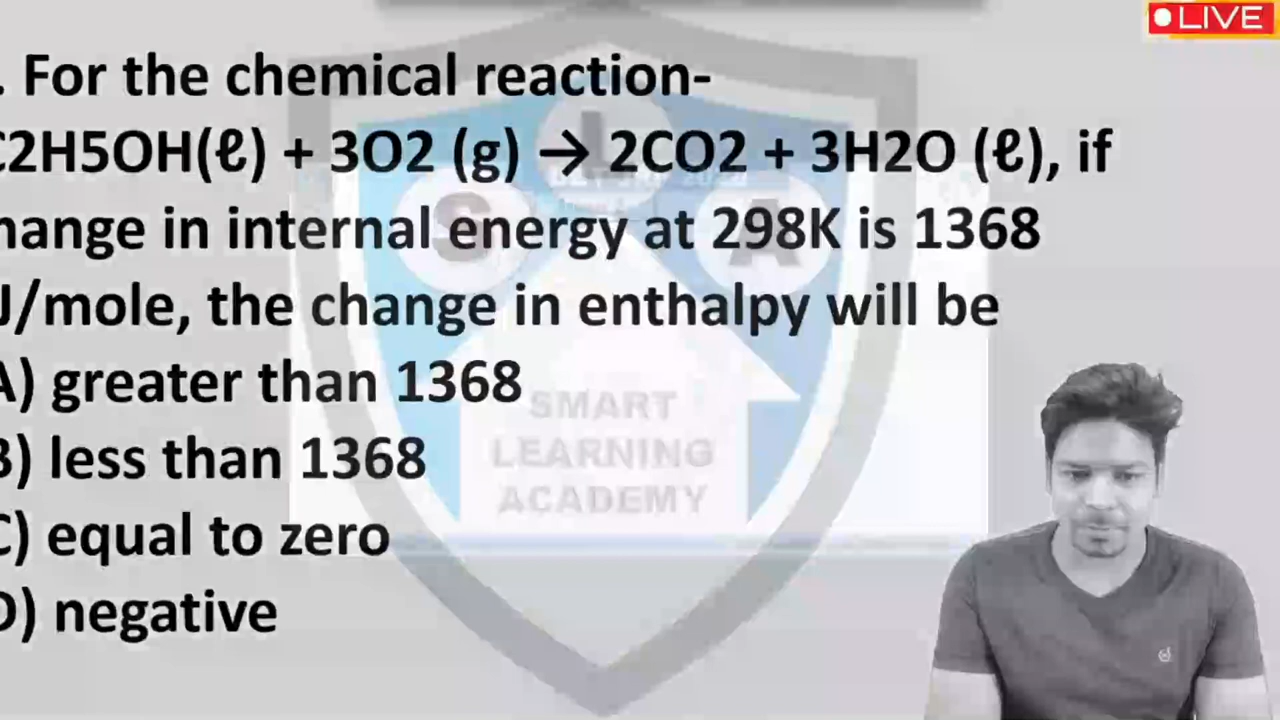 LIVE
. For the chemical reaction-
C2H5OH(ℓ) + 3O2 (g) → 2CO2 + 3H2O (ℓ), if
hange in internal energy at 298K is 1368
J/mole, the change in enthalpy will be
A) greater than 1368
B) less than 1368
C) equal to zero
D) negative
L
S A
SMART
LEARNING
ACADEMY